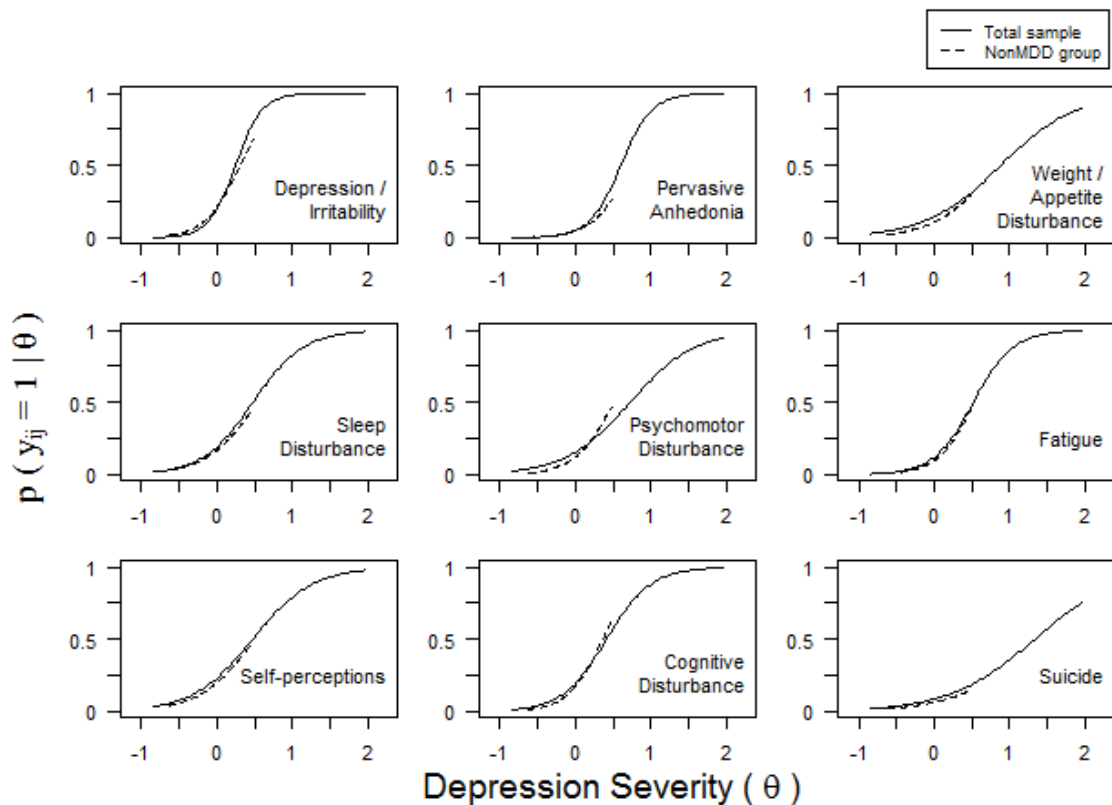 Total sample
NonMDD group
1
0.5
0
Depression /
Irritability
-1 0 1 2
1
0.5
0
Pervasive
Anhedonia
-1 0 1 2
1
0.5
0
Weight /
Appetite
Disturbance
-1 0 1 2
p ( yij = 1 | θ )
1
0.5
0
Sleep
Disturbance
-1 0 1 2
1
0.5
0
Psychomotor
Disturbance
-1 0 1 2
1
0.5
0
Fatigue
-1 0 1 2
1
0.5
0
Self-perceptions
-1 0 1 2
1
0.5
0
Cognitive
Disturbance
-1 0 1 2
1
0.5
0
Suicide
-1 0 1 2
Depression Severity ( θ )